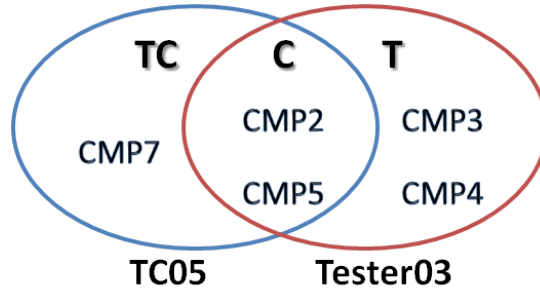 TC C T
CMP2 CMP3
CMP7
CMP5 CMP4
TC05 Tester03